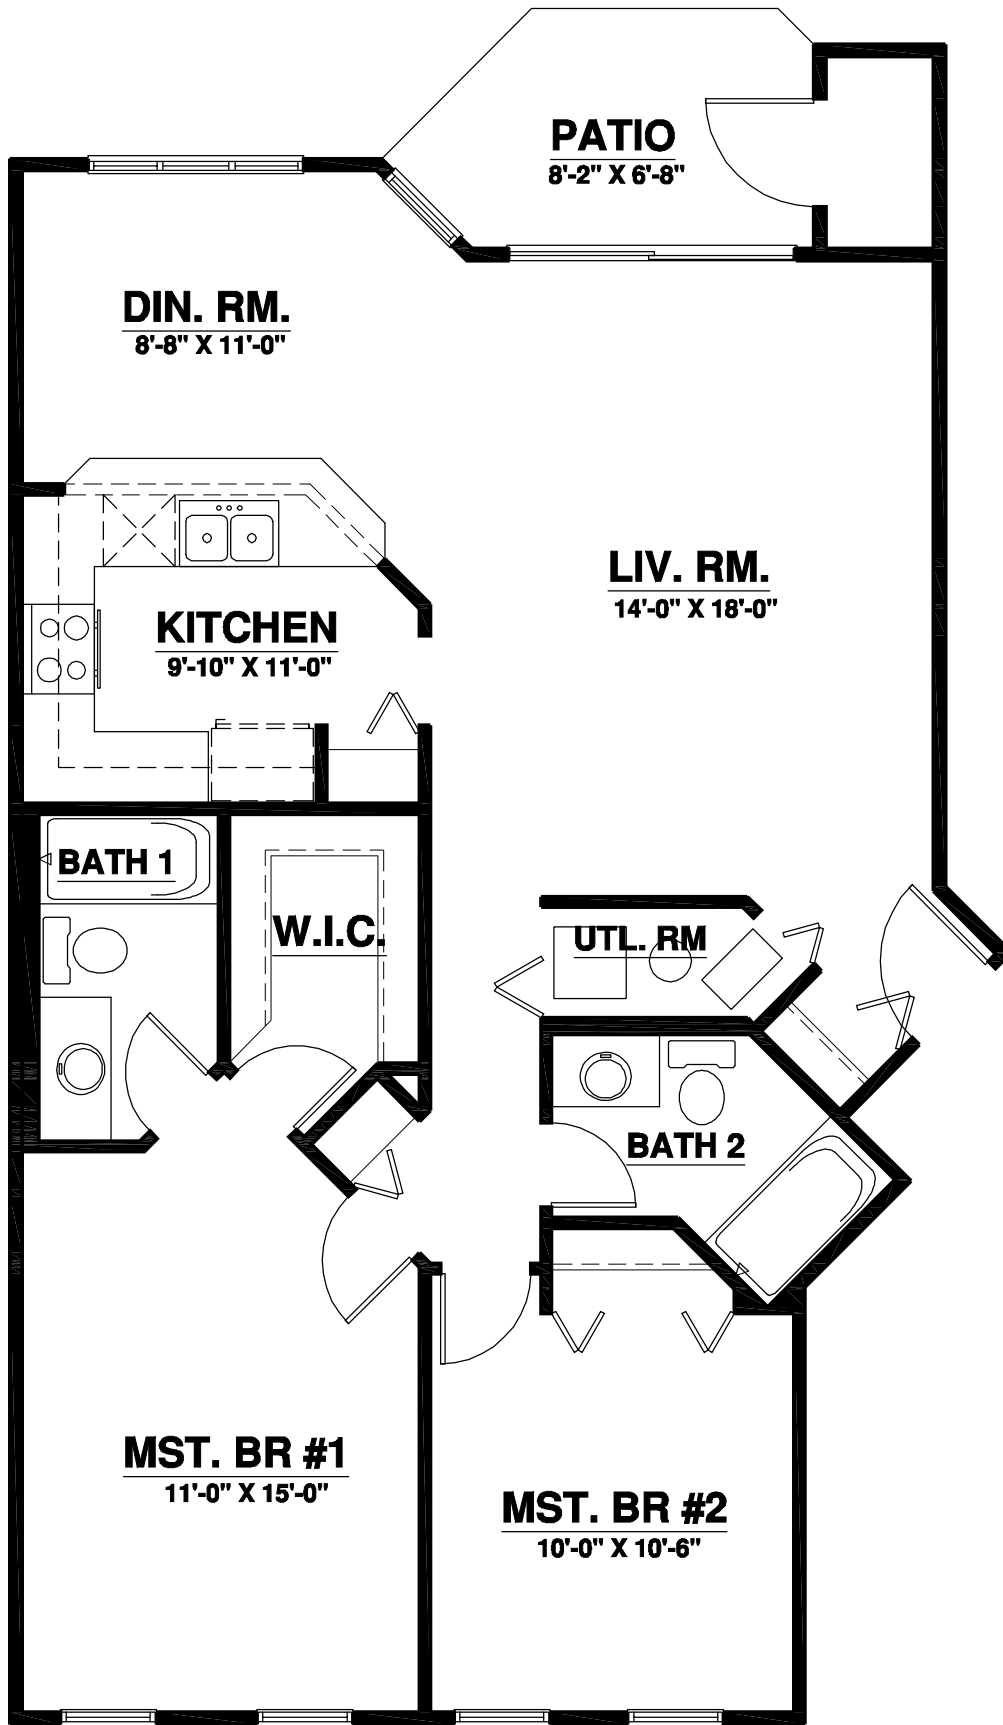 PATIO
8'-2" X 6'-8"
DIN. RM.
8'-8" X 11'-0"
LIV. RM.
14'-0" X 18'-0"
KITCHEN
9'-10" X 11'-0"
BATH 1
W.I.C.
UTL. RM
BATH 2
MST. BR #1
11'-0" X 15'-0"
MST. BR #2
10'-0" X 10'-6"